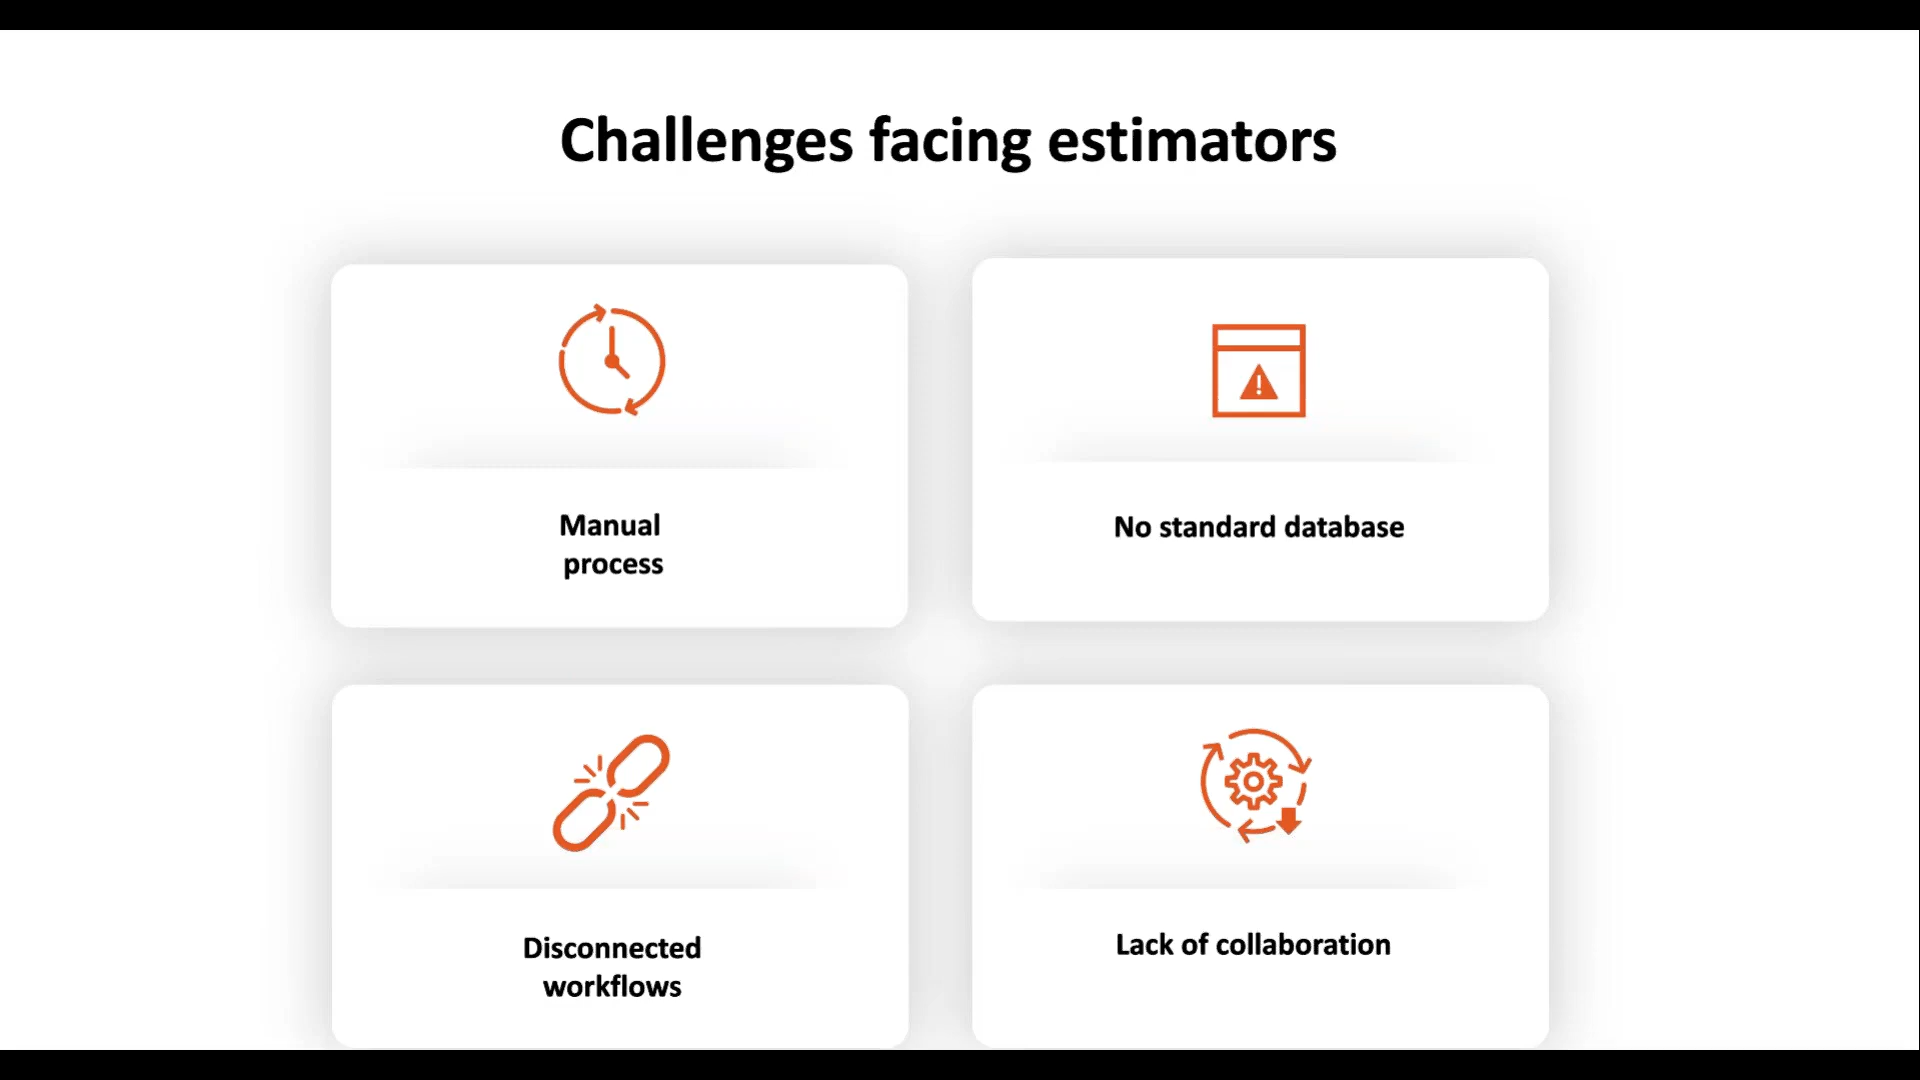 Challenges facing estimators
Manual
process
No standard database
Disconnected
workflows
Lack of collaboration